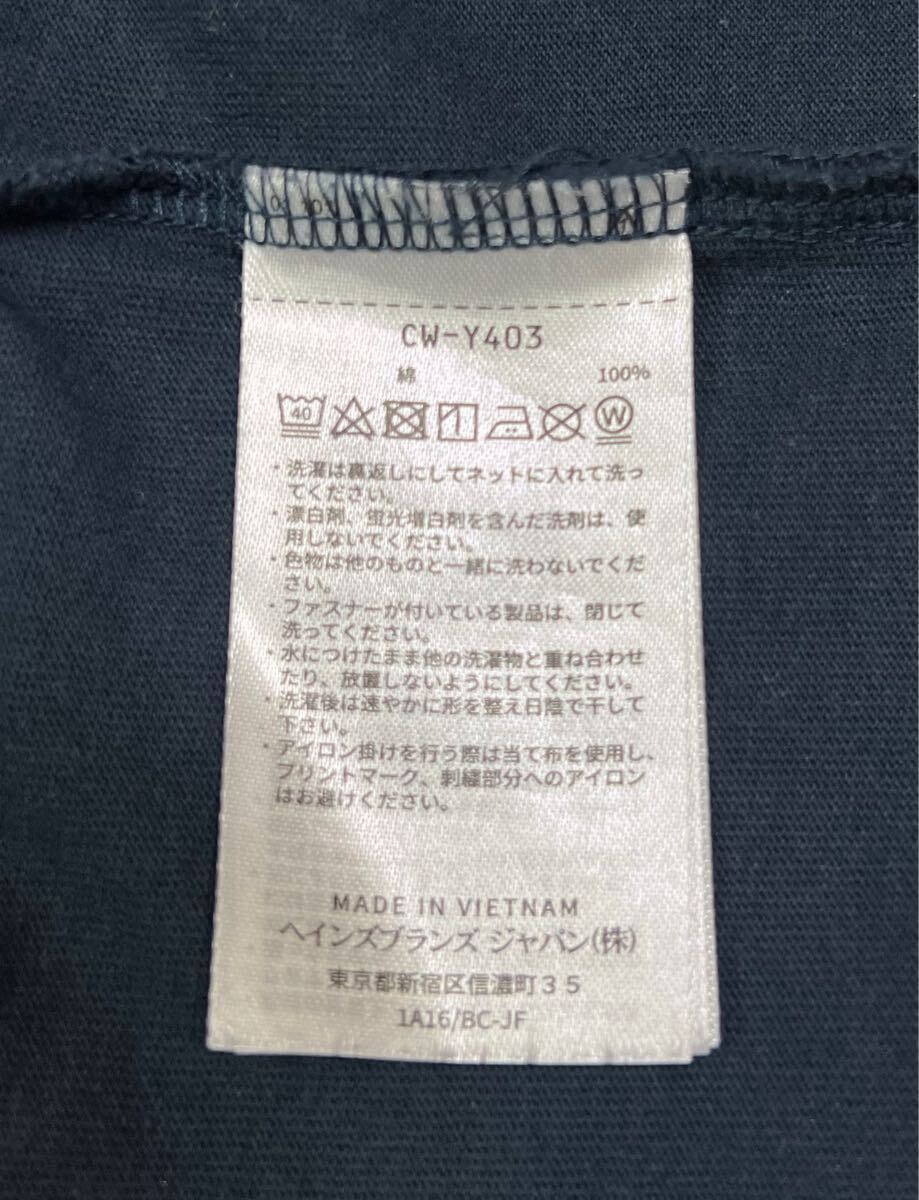 CW-Y403
綿 100%
40
W
・洗濯は裏返しにしてネットに入れて洗っ
てください。
・漂白剤、蛍光増白剤を含んだ洗剤は、使
用しないでください。
・色物は他のものと一緒に洗わないでくだ
さい。
・ファスナーが付いている製品は、閉じて
洗ってください。
・水につけたまま他の洗濯物と重ね合わせ
たり、放置しないようにしてください。
・洗濯後は速やかに形を整え日陰で干して
下さい。
・アイロン掛けを行う際は当て布を使用し、
プリントマーク、刺繍部分へのアイロン
はお避けください。
MADE IN VIETNAM
ヘインズブランズ ジャパン(株)
東京都新宿区信濃町35
1A16/BC-JF